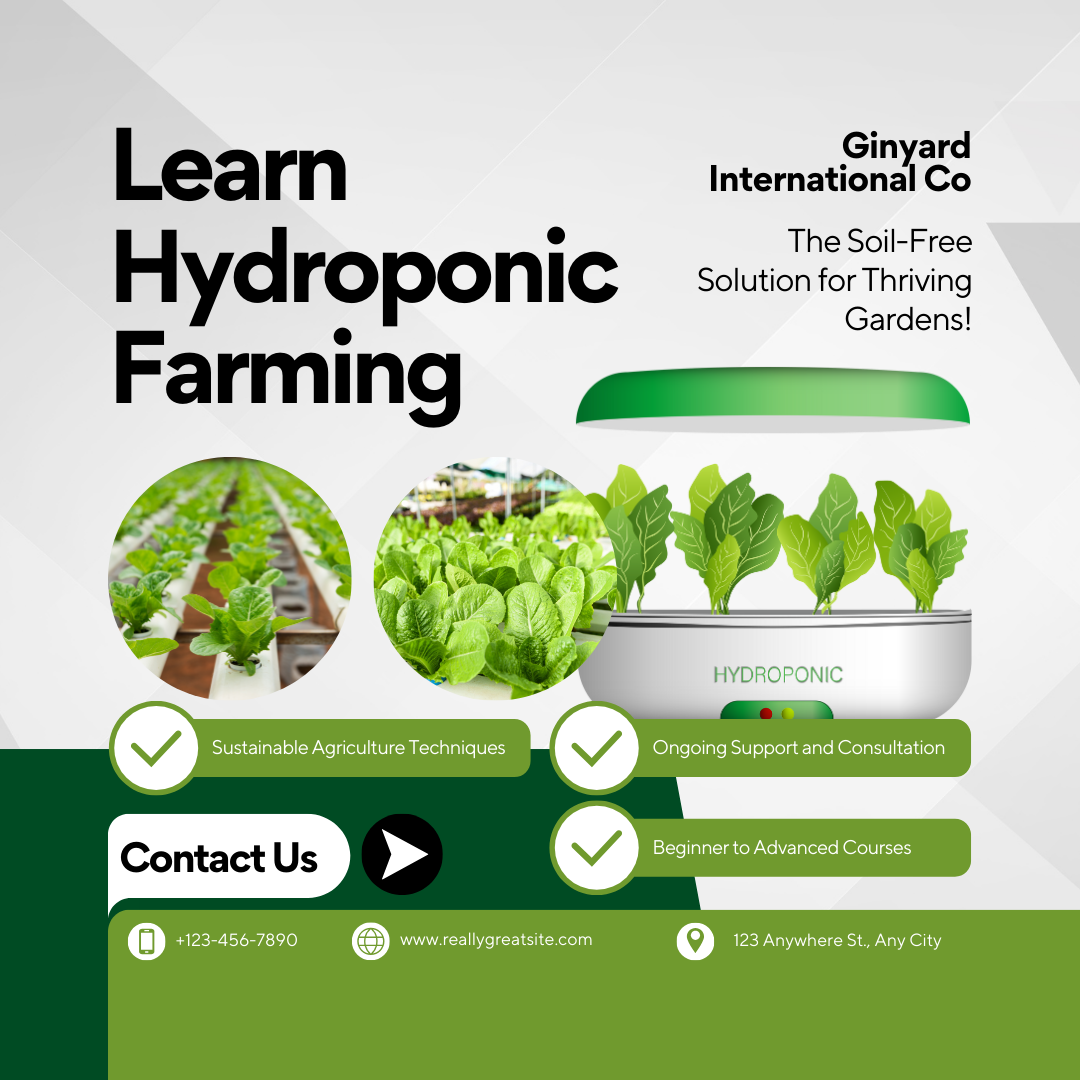 Learn
Hydroponic
Farming
Ginyard
International Co
The Soil-Free
Solution for Thriving
Gardens!
HYDROPONIC
Sustainable Agriculture Techniques
Ongoing Support and Consultation
Beginner to Advanced Courses
Contact Us
+123-456-7890
www.reallygreatsite.com
123 Anywhere St., Any City